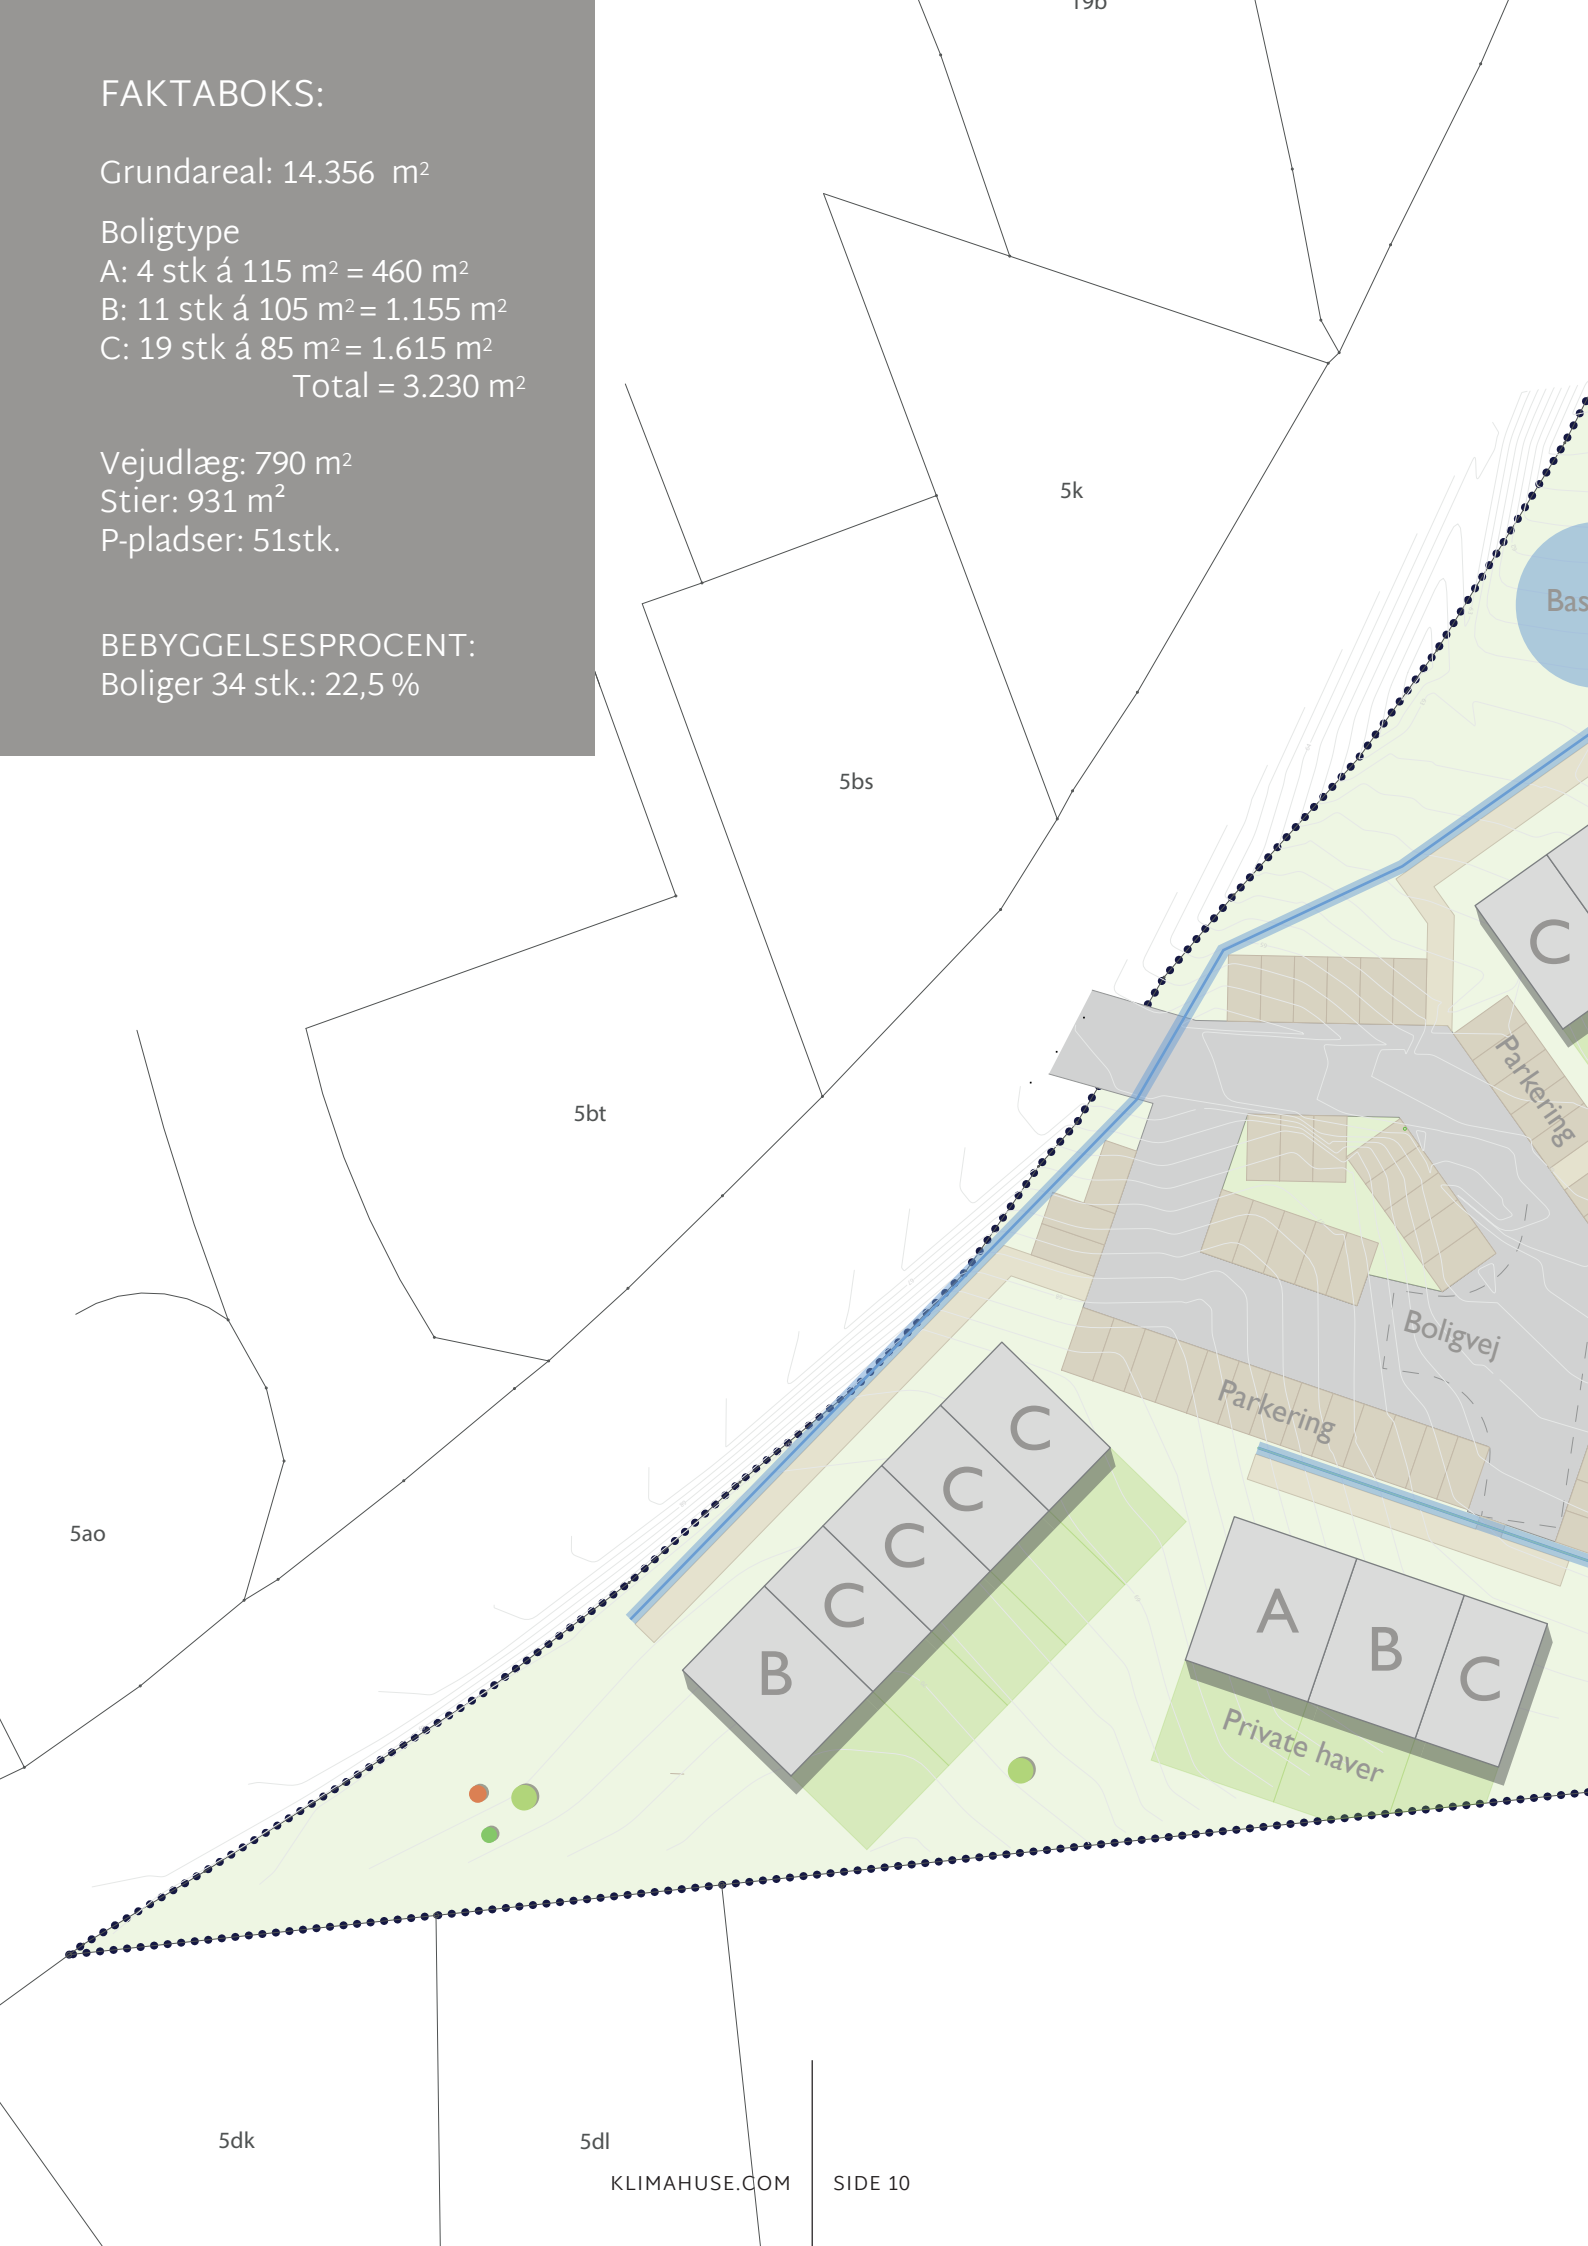 FAKTABOKS:
Grundareal: 14.356 m²
Boligtype
A: 4 stk á 115 m² = 460 m²
B: 11 stk á 105 m² = 1.155 m²
C: 19 stk á 85 m² = 1.615 m²
Total = 3.230 m²
Vejudlæg: 790 m²
Stier: 931 m²
P-pladser: 51stk.
BEBYGGELSESPROCENT:
Boliger 34 stk.: 22,5 %
19b
5k
Bas
5bs
C
Parkering
5bt
Boligvej
Parkering
C
C
C
C
B
5ao
A
B
C
Private haver
5dk
5dl
KLIMAHUSE.COM
SIDE 10